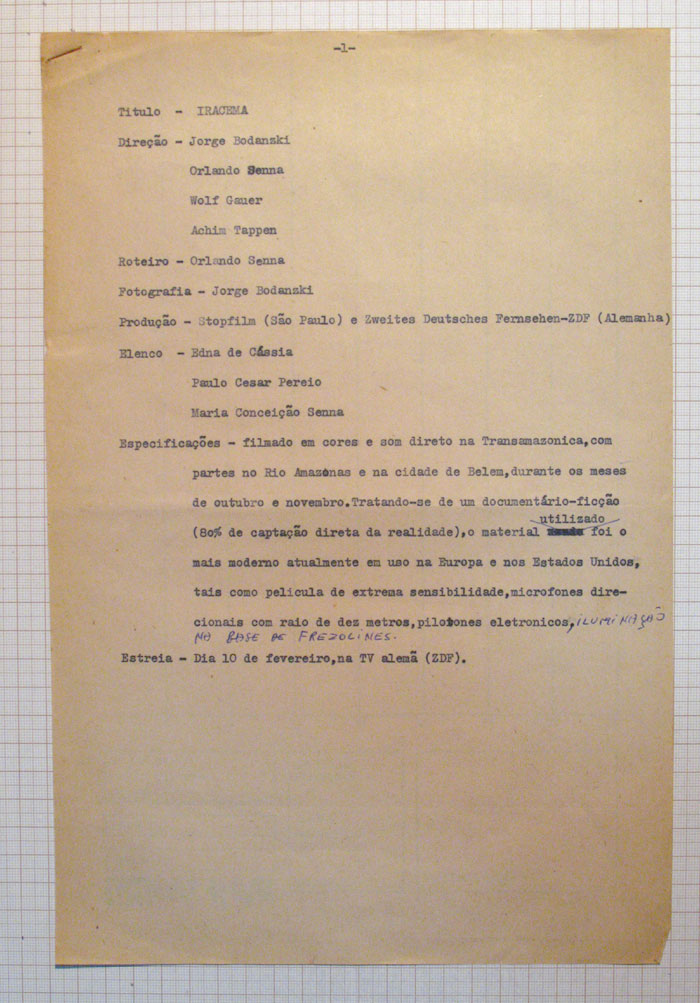 -1-
Titulo - IRACEMA
Direção - Jorge Bodanski
Orlando Senna
Wolf Gauer
Achim Tappen
Roteiro - Orlando Senna
Fotografia - Jorge Bodanzki
Produção - Stopfilm (São Paulo) e Zweites Deutsches Fernsehen-ZDF (Alemanha)
Elenco - Edna de Cássia
Paulo Cesar Pereio
Maria Conceição Senna
Especificações - filmado em cores e som direto na Transamazonica,com
partes no Rio Amazonas e na cidade de Belem,durante os meses
de outubro e novembro.Tratando-se de um documentário-ficção
utilizado
(80% de captação direta da realidade),o material foi o
mais moderno atualmente em uso na Europa e nos Estados Unidos,
tais como pelicula de extrema sensibilidade,microfones dire-
cionais com raio de dez metros,pilotones eletronicos,ILUMINAÇÃO
NA BASE DE FREZOLINES.
Estreia - Dia 10 de fevereiro,na TV alemã (ZDF).